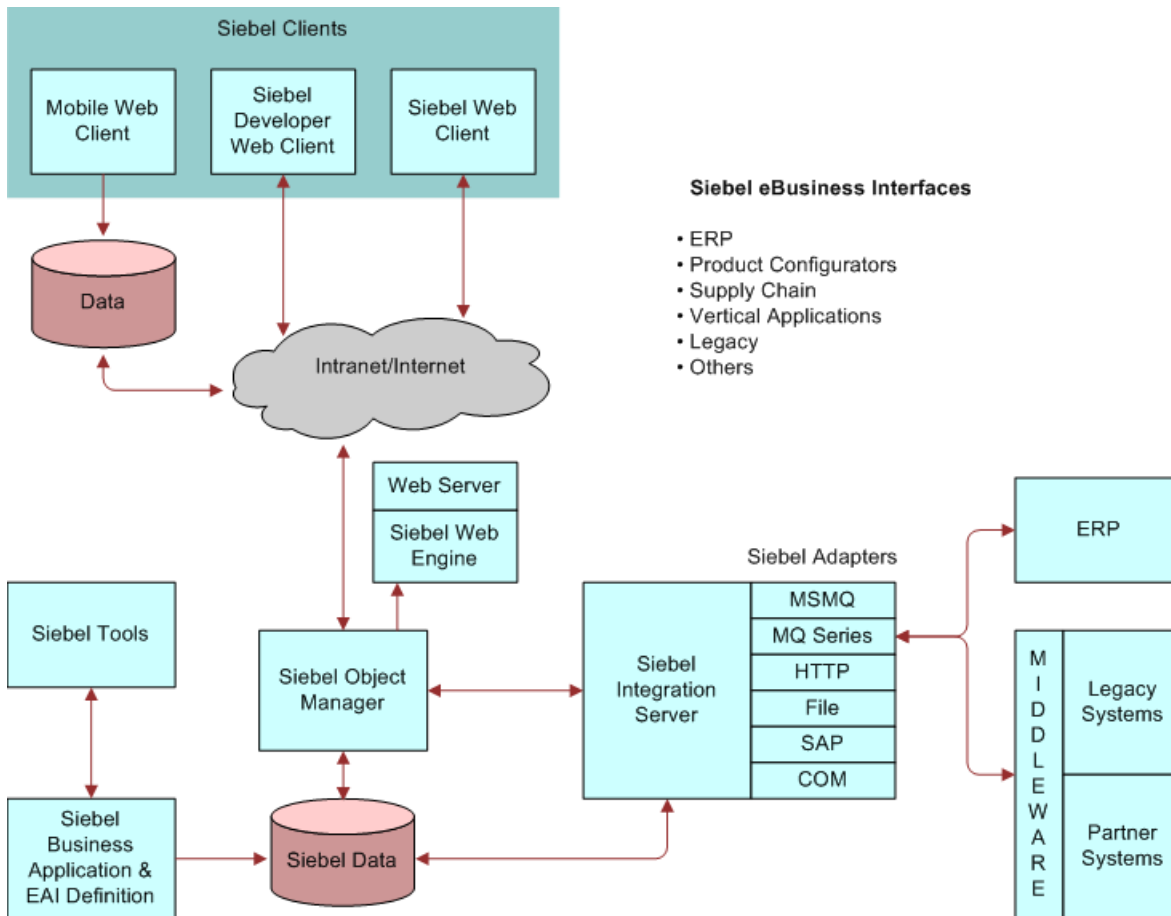 Siebel Clients
Mobile Web
Client
Siebel
Developer
Web Client
Siebel Web
Client
Siebel eBusiness Interfaces
• ERP
• Product Configurators
• Supply Chain
• Vertical Applications
• Legacy
• Others
Data
Intranet/Internet
Web Server
Siebel Web
Engine
Siebel Tools
Siebel Object
Manager
Siebel Adapters
Siebel
Integration
Server
MSMQ
MQ Series
HTTP
File
SAP
COM
ERP
MIDDLEWARE
Legacy
Systems
Partner
Systems
Siebel
Business
Application &
EAI Definition
Siebel Data